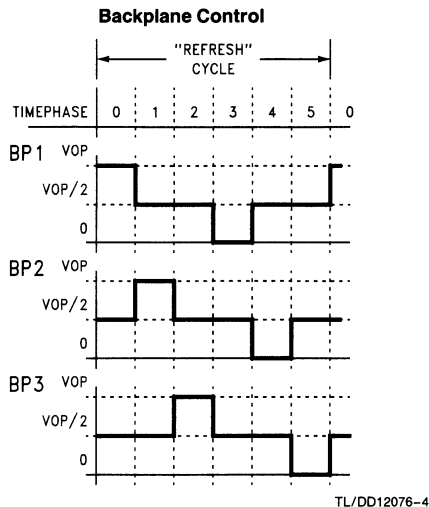 Backplane Control
"REFRESH"
CYCLE
TIMEPHASE 0 1 2 3 4 5 0
BP1 VOP
VOP/2
0
BP2 VOP
VOP/2
0
BP3 VOP
VOP/2
0
TL/DD12076-4